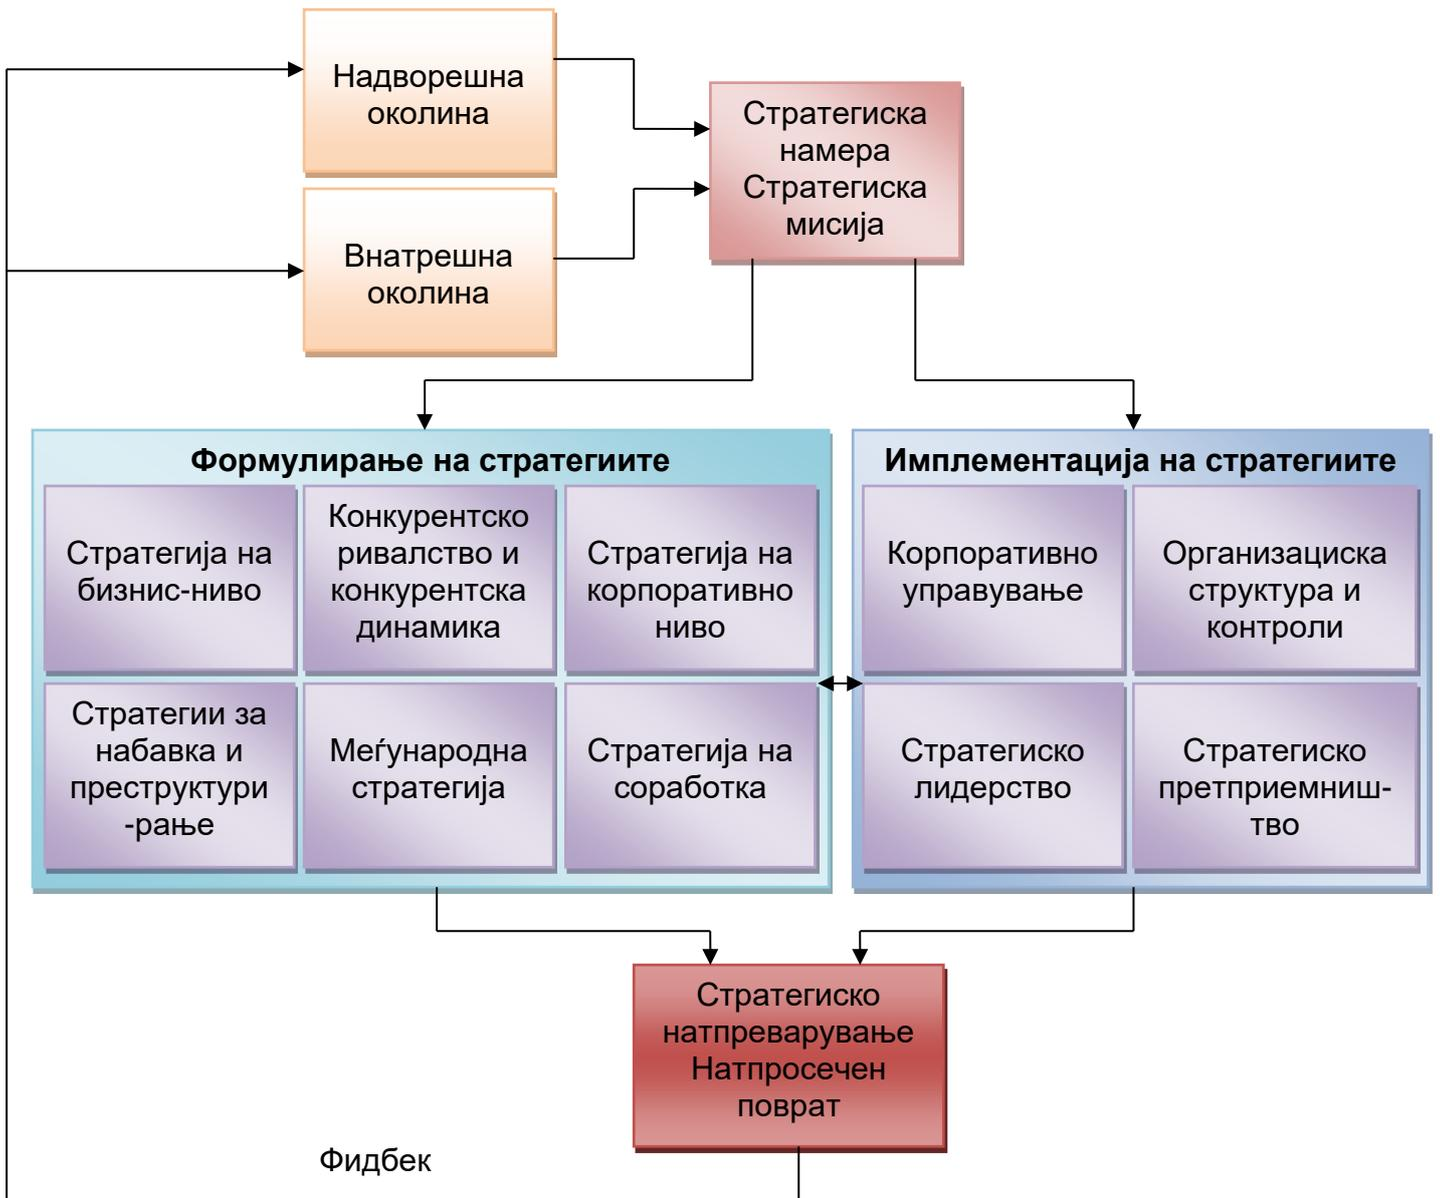 Надворешна
околина
Стратегиска
намера
Стратегиска
мисија
Внатрешна
околина
Формулирање на стратегиите
Стратегија на
бизнис-ниво
Конкурентско
ривалство и
конкурентска
динамика
Стратегија на
корпоративно
ниво
Стратегии за
набавка и
преструктури
-рање
Меѓународна
стратегија
Стратегија на
соработка
Имплементација на стратегиите
Корпоративно
управување
Организациска
структура и
контроли
Стратегиско
лидерство
Стратегиско
претприемниш-
тво
Стратегиско
натпреварување
Натпросечен
поврат
Фидбек